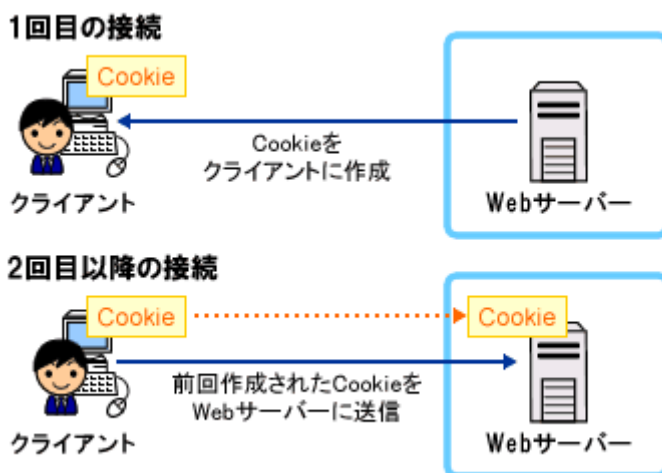 1回目の接続
Cookie
Cookieを
クライアントに作成
クライアント
Webサーバー
2回目以降の接続
Cookie
Cookie
前回作成されたCookieを
Webサーバーに送信
クライアント
Webサーバー